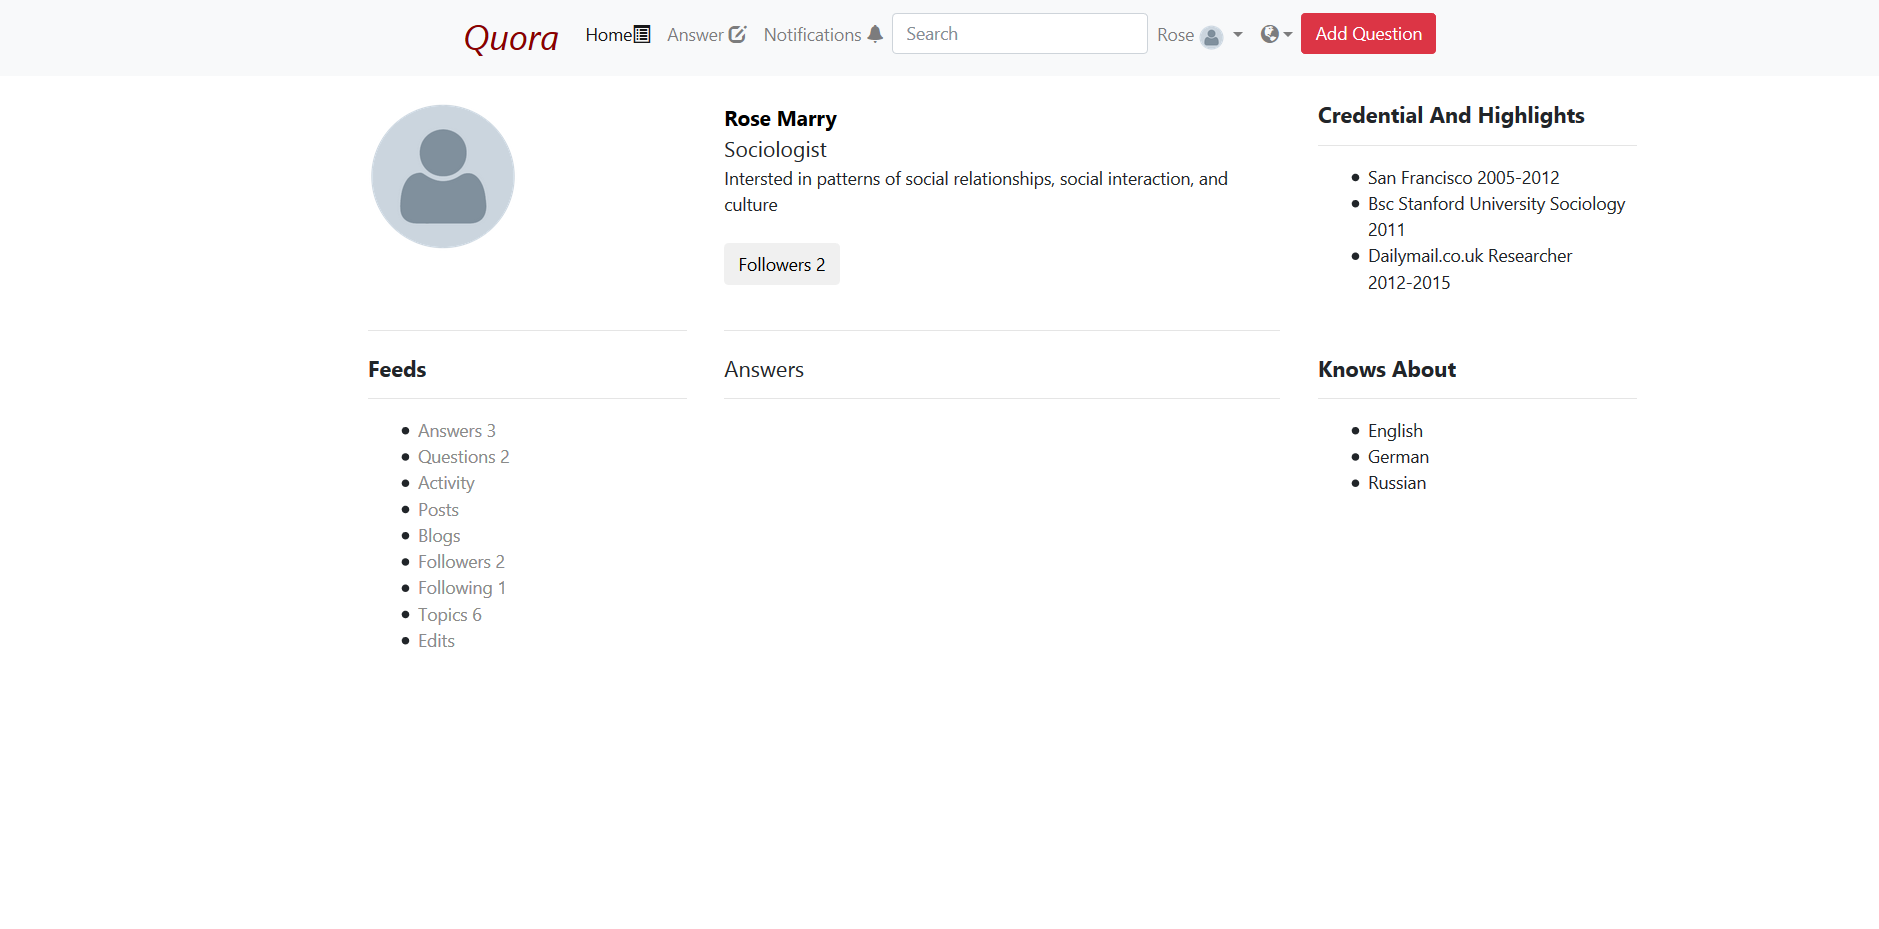 Quora
Home
Answer
Notifications
Search
Rose
Add Question
Rose Marry
Sociologist
Intersted in patterns of social relationships, social interaction, and
culture
Followers 2
Credential And Highlights
San Francisco 2005-2012
Bsc Stanford University Sociology
2011
Dailymail.co.uk Researcher
2012-2015
Feeds
Answers 3
Questions 2
Activity
Posts
Blogs
Followers 2
Following 1
Topics 6
Edits
Answers
Knows About
English
German
Russian